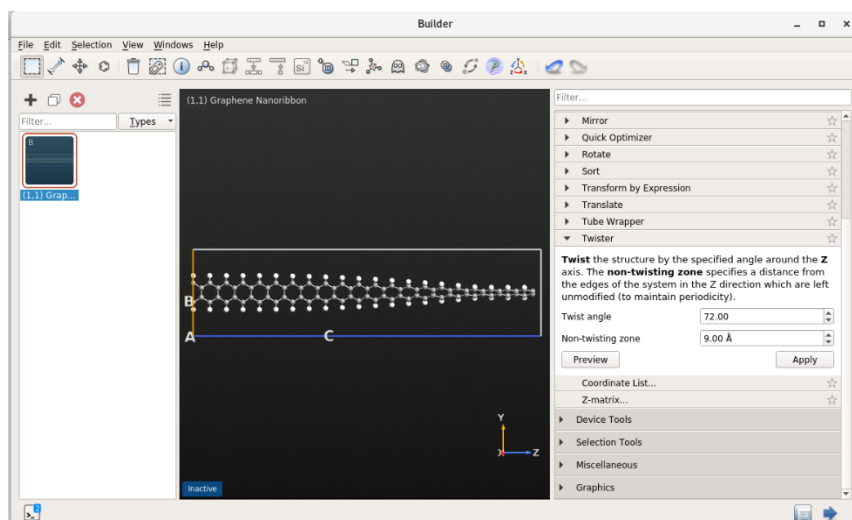 Builder
File Edit Selection View Windows Help
Si
Filter...
Types
B
(1,1) Grap...
(1,1) Graphene Nanoribbon
B
A
C
Y
X
Z
Inactive
Filter...
Mirror
Quick Optimizer
Rotate
Sort
Transform by Expression
Translate
Tube Wrapper
Twister
Twist the structure by the specified angle around the Z
axis. The non-twisting zone specifies a distance from
the edges of the system in the Z direction which are left
unmodified (to maintain periodicity).
Twist angle 72.00
Non-twisting zone 9.00 Å
Preview Apply
Coordinate List...
Z-matrix...
Device Tools
Selection Tools
Miscellaneous
Graphics
2